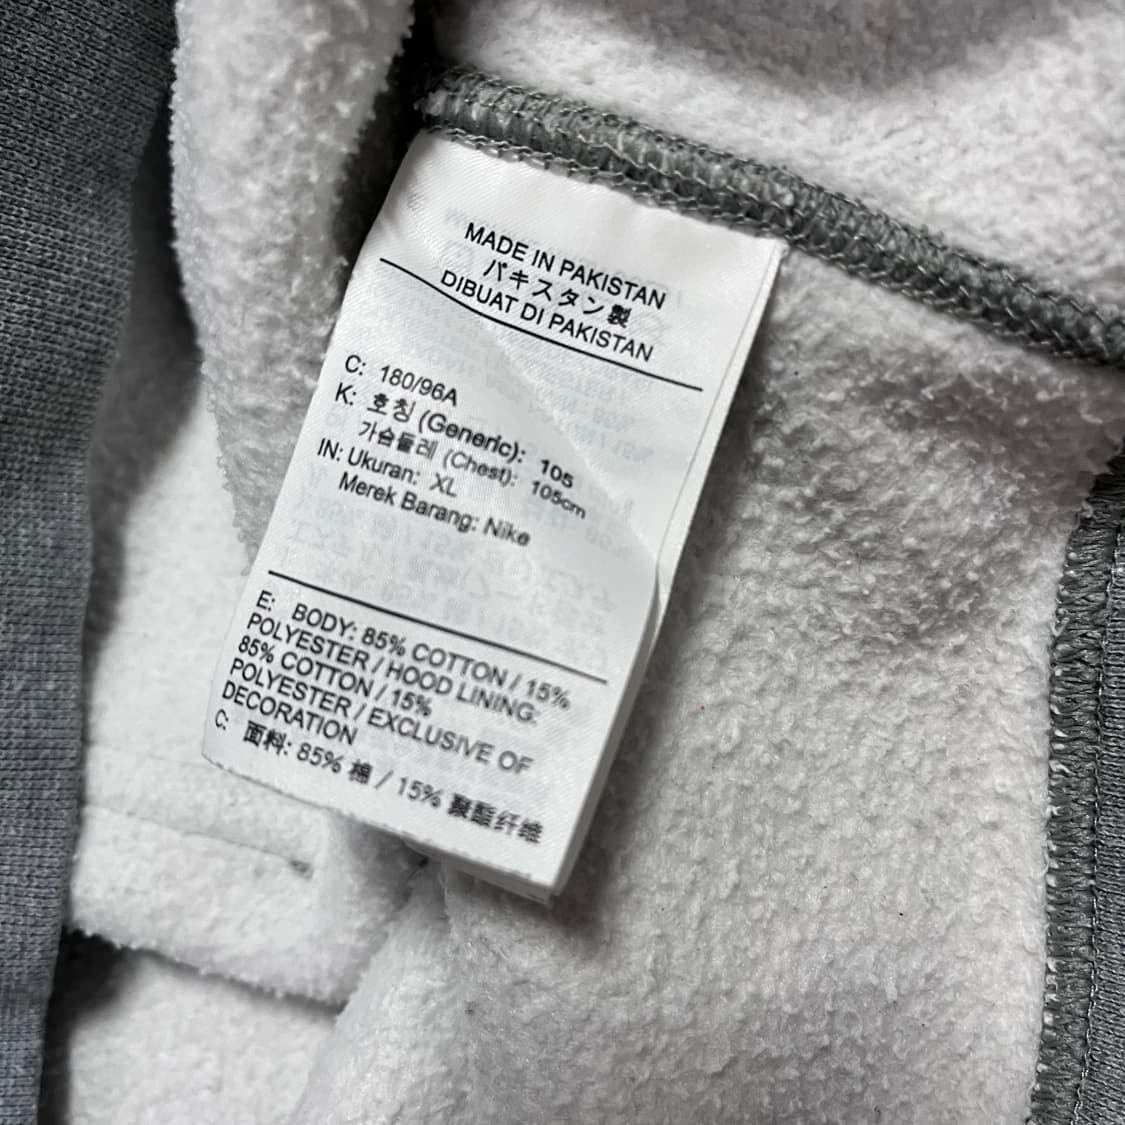 MADE IN PAKISTAN
パキスタン製
DIBUAT DI PAKISTAN
C: 180/96A
K: 호칭 (Generic): 105
가슴둘레 (Chest): 105cm
IN: Ukuran: XL
Merek Barang: Nike
E: BODY: 85% COTTON / 15%
POLYESTER / HOOD LINING:
85% COTTON / 15%
POLYESTER / EXCLUSIVE OF
DECORATION
C: 面料: 85% 棉 / 15% 聚酯纤维